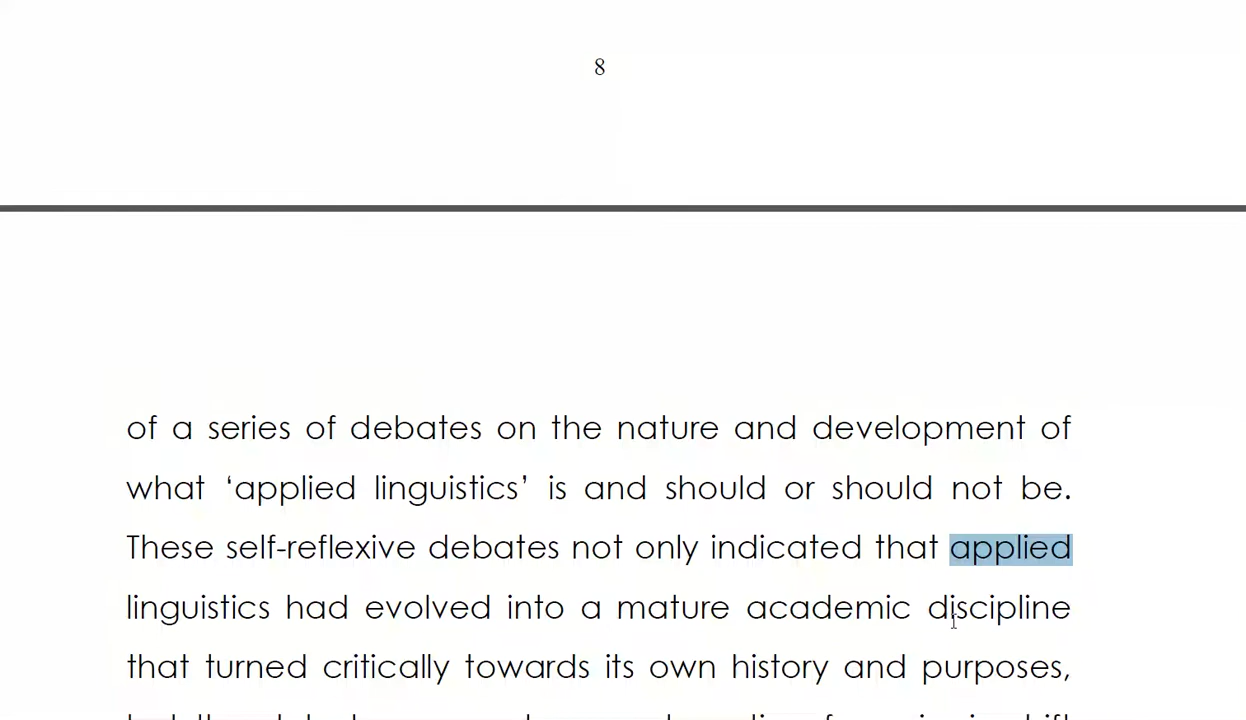 8
of a series of debates on the nature and development of
what ‘applied linguistics’ is and should or should not be.
These self-reflexive debates not only indicated that applied
linguistics had evolved into a mature academic discipline
that turned critically towards its own history and purposes,